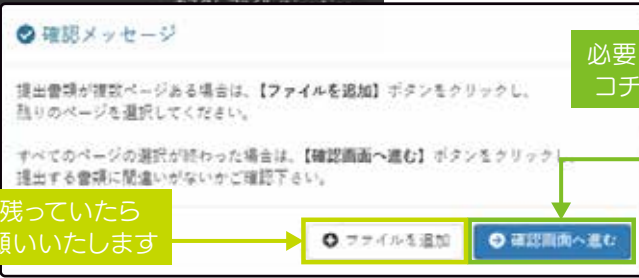 確認メッセージ
必要
コチ
提出書類が複数ページある場合は、【ファイルを追加】ボタンをクリックし、
残りのページを選択してください。
すべてのページの選択が終わった場合は、【確認画面へ進む】ボタンをクリックし、
提出する書類に間違いがないかご確認下さい。
残っていたら
願いいたします
ファイルを追加
確認画面へ進む